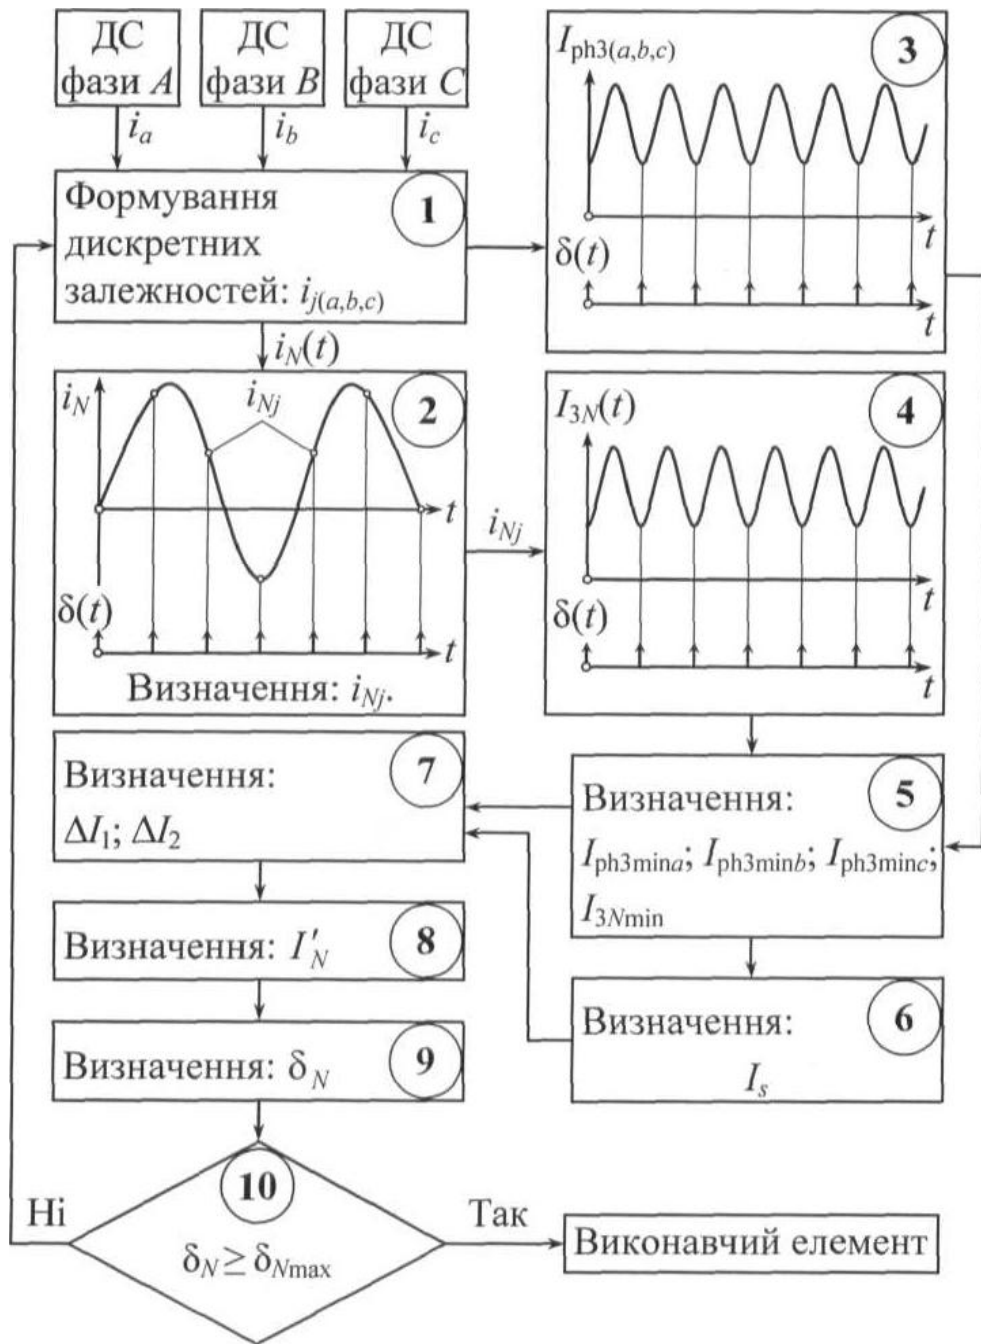 ДС
фази A
ДС
фази B
ДС
фази C
i_a
i_b
i_c
1
Формування
дискретних
залежностей: i_j(a,b,c)
i_N(t)
3
I_ph3(a,b,c)
t
δ(t)
t
2
i_N
i_Nj
t
δ(t)
t
Визначення: i_Nj.
i_Nj
4
I_3N(t)
t
δ(t)
t
5
Визначення:
I_ph3mina; I_ph3minb; I_ph3minc;
I_3Nmin
6
Визначення:
I_s
7
Визначення:
ΔI_1; ΔI_2
8
Визначення: I′_N
9
Визначення: δ_N
10
δ_N ≥ δ_Nmax
Ні
Так
Виконавчий елемент